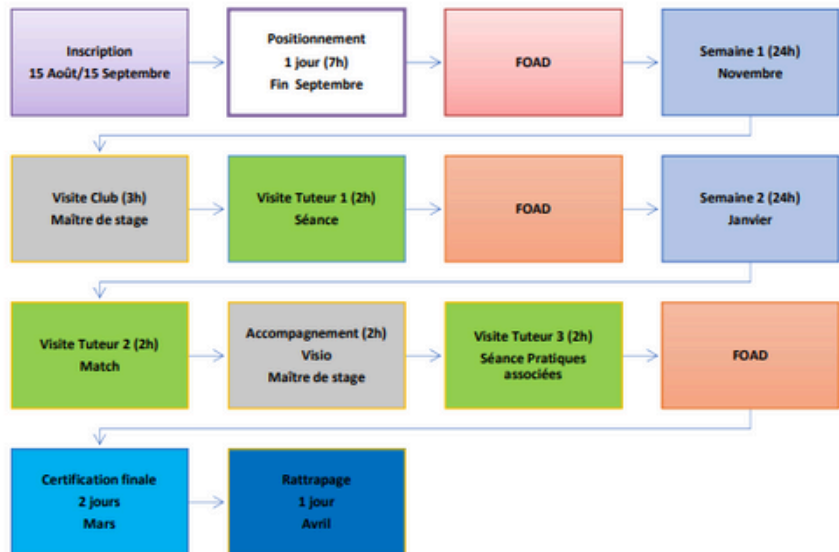 Inscription
15 Août/15 Septembre
Positionnement
1 jour (7h)
Fin Septembre
FOAD
Semaine 1 (24h)
Novembre
Visite Club (3h)
Maître de stage
Visite Tuteur 1 (2h)
Séance
FOAD
Semaine 2 (24h)
Janvier
Visite Tuteur 2 (2h)
Match
Accompagnement (2h)
Visio
Maître de stage
Visite Tuteur 3 (2h)
Séance Pratiques
associées
FOAD
Certification finale
2 jours
Mars
Rattrapage
1 jour
Avril